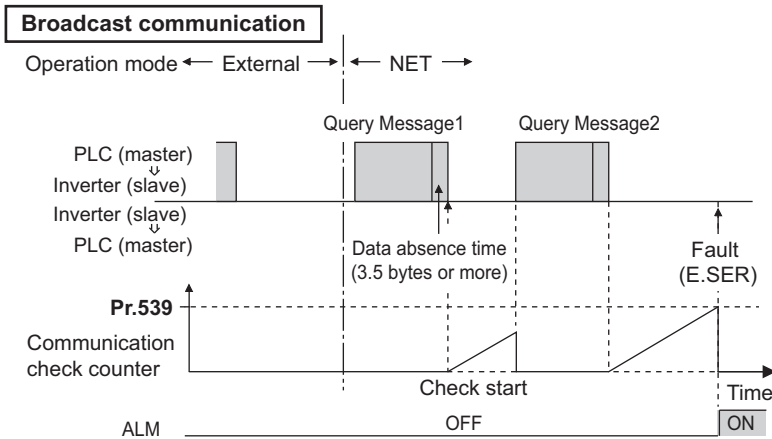 Broadcast communication
Operation mode External NET
Query Message1 Query Message2
PLC (master)
⇩
Inverter (slave)
Inverter (slave)
⇩
PLC (master)
Data absence time
(3.5 bytes or more)
Fault
(E.SER)
Pr.539
Communication
check counter
Check start
Time
ALM OFF ON